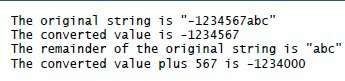 The original string is "-1234567abc"
The converted value is -1234567
The remainder of the original string is "abc"
The converted value plus 567 is -1234000